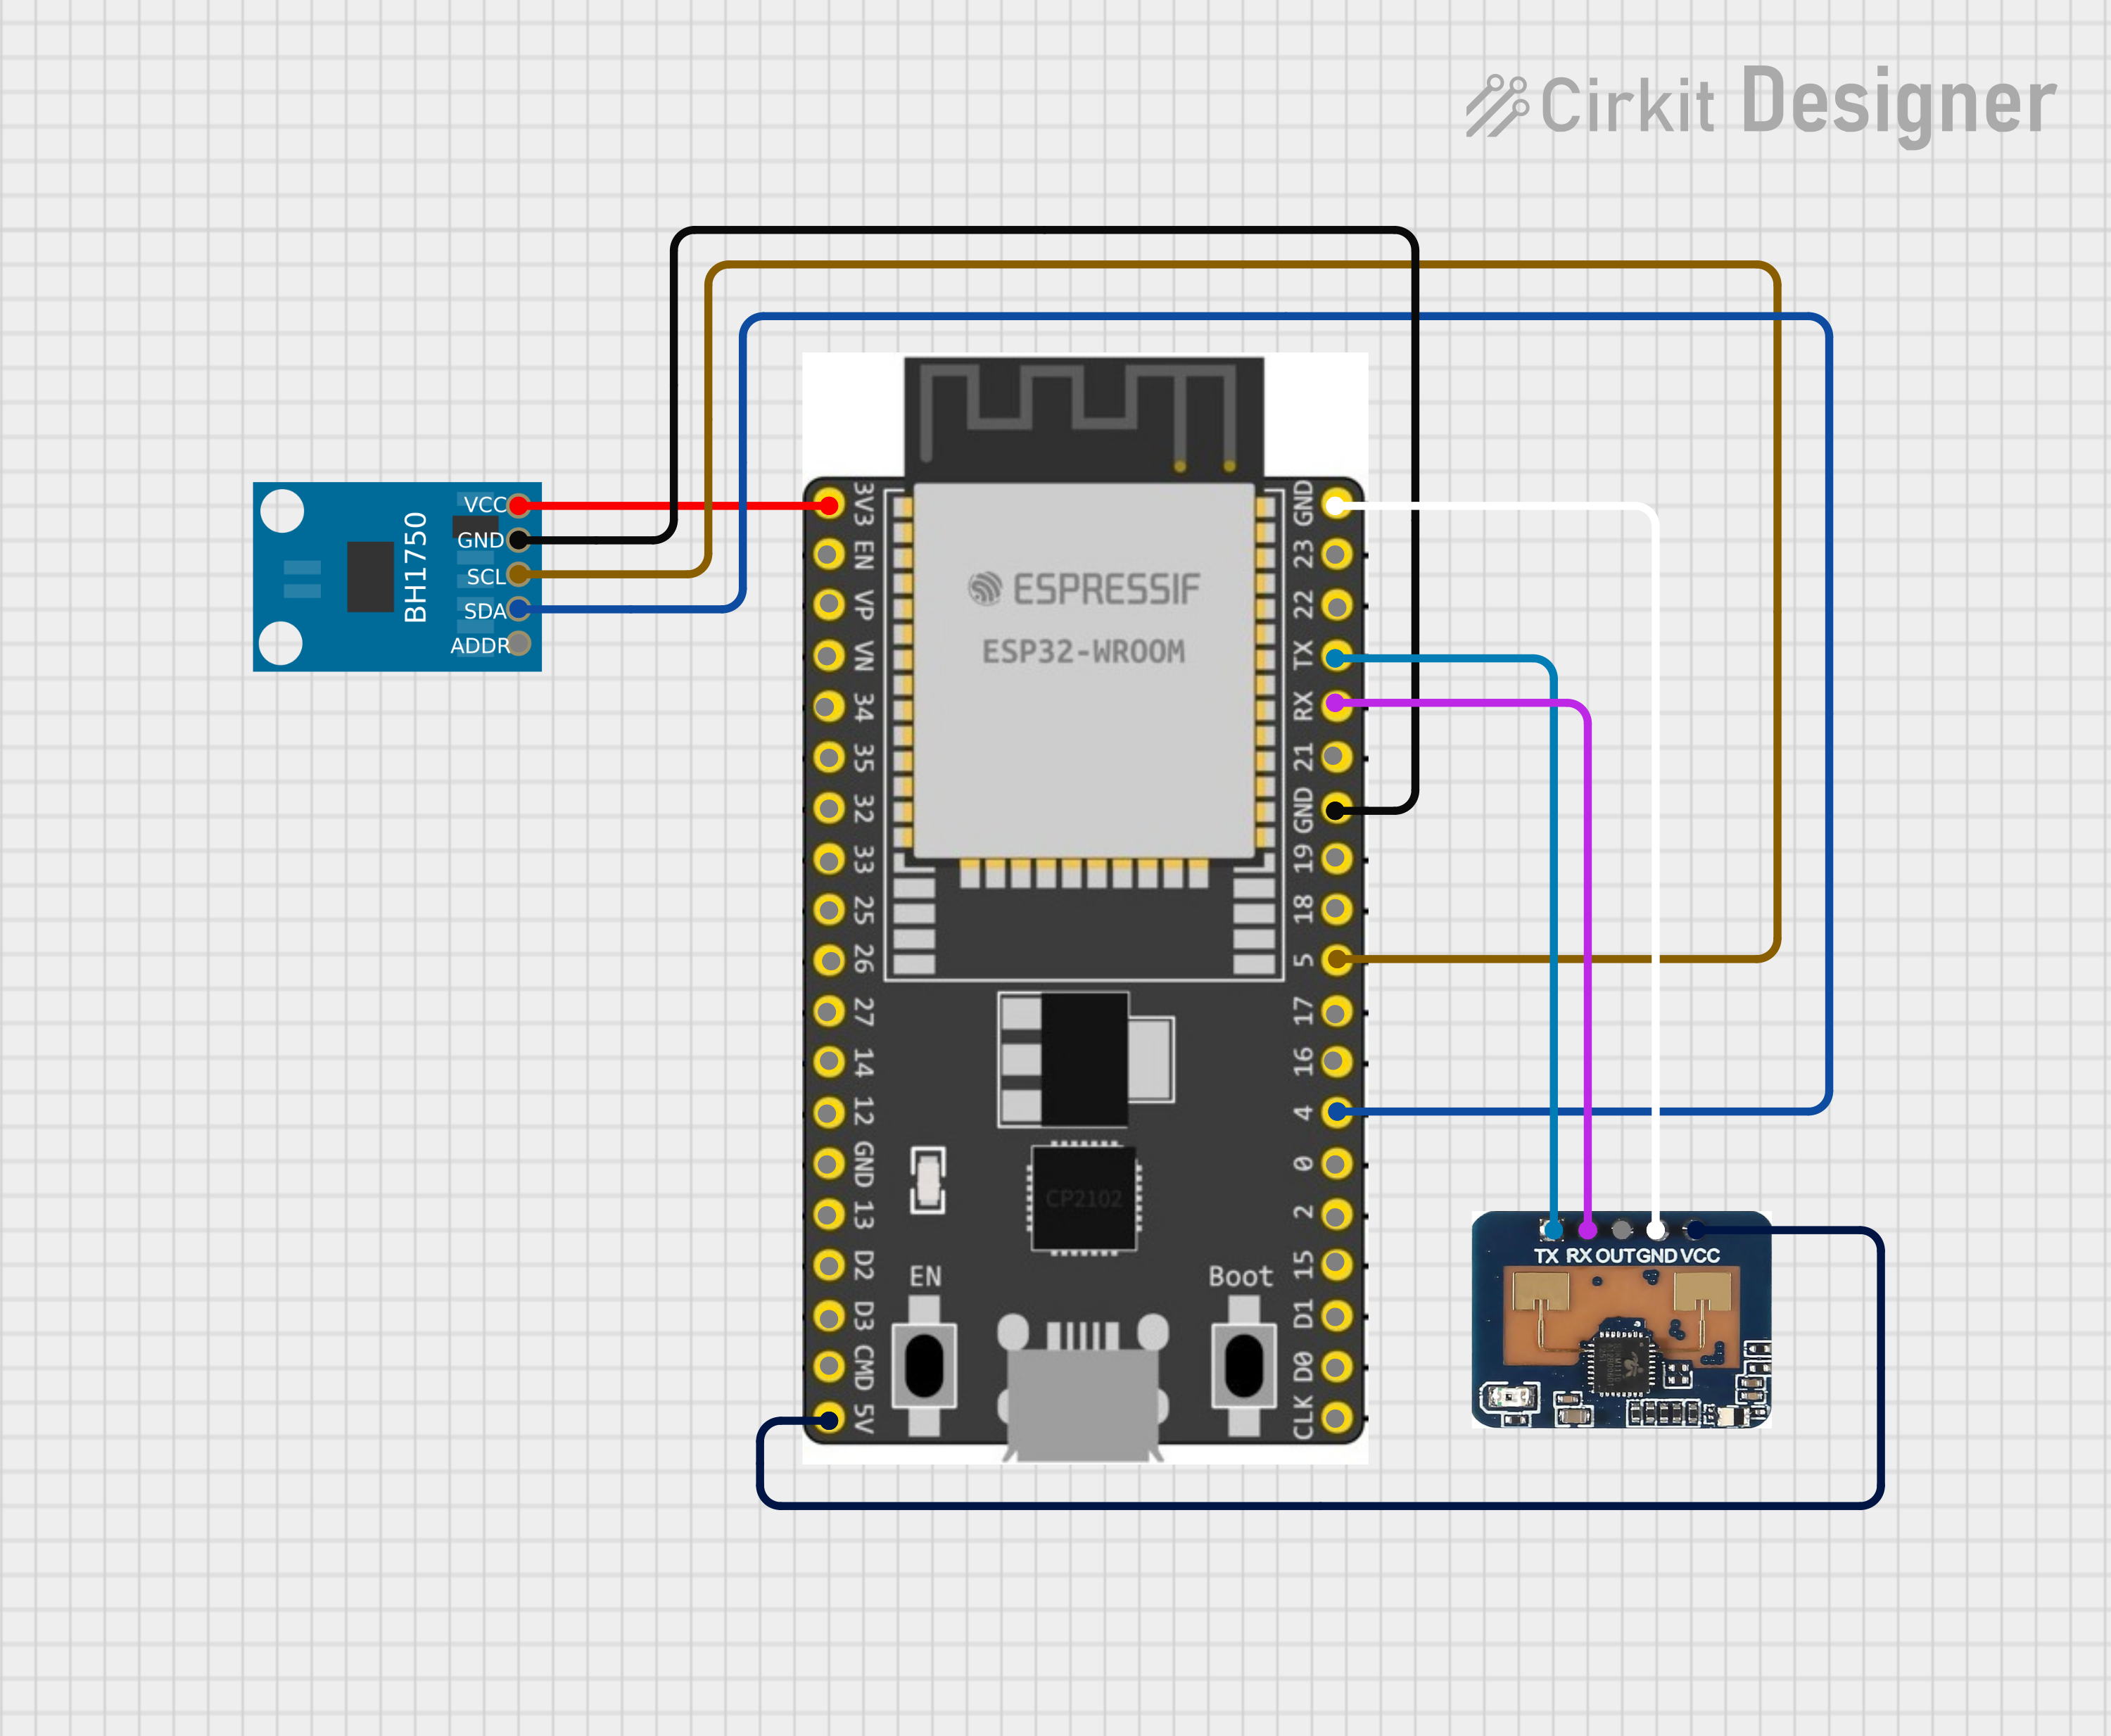 Cirkit Designer
BH1750
VCC
GND
SCL
SDA
ADDR
ESPRESSIF
ESP32-WROOM
3V3
EN
VP
VN
34
35
32
33
25
26
27
14
12
GND
13
D2
D3
CMD
5V
GND
23
22
TX
RX
21
GND
19
18
5
17
16
4
0
2
15
D1
D0
CLK
CP2102
EN
Boot
TX RX OUT GND VCC